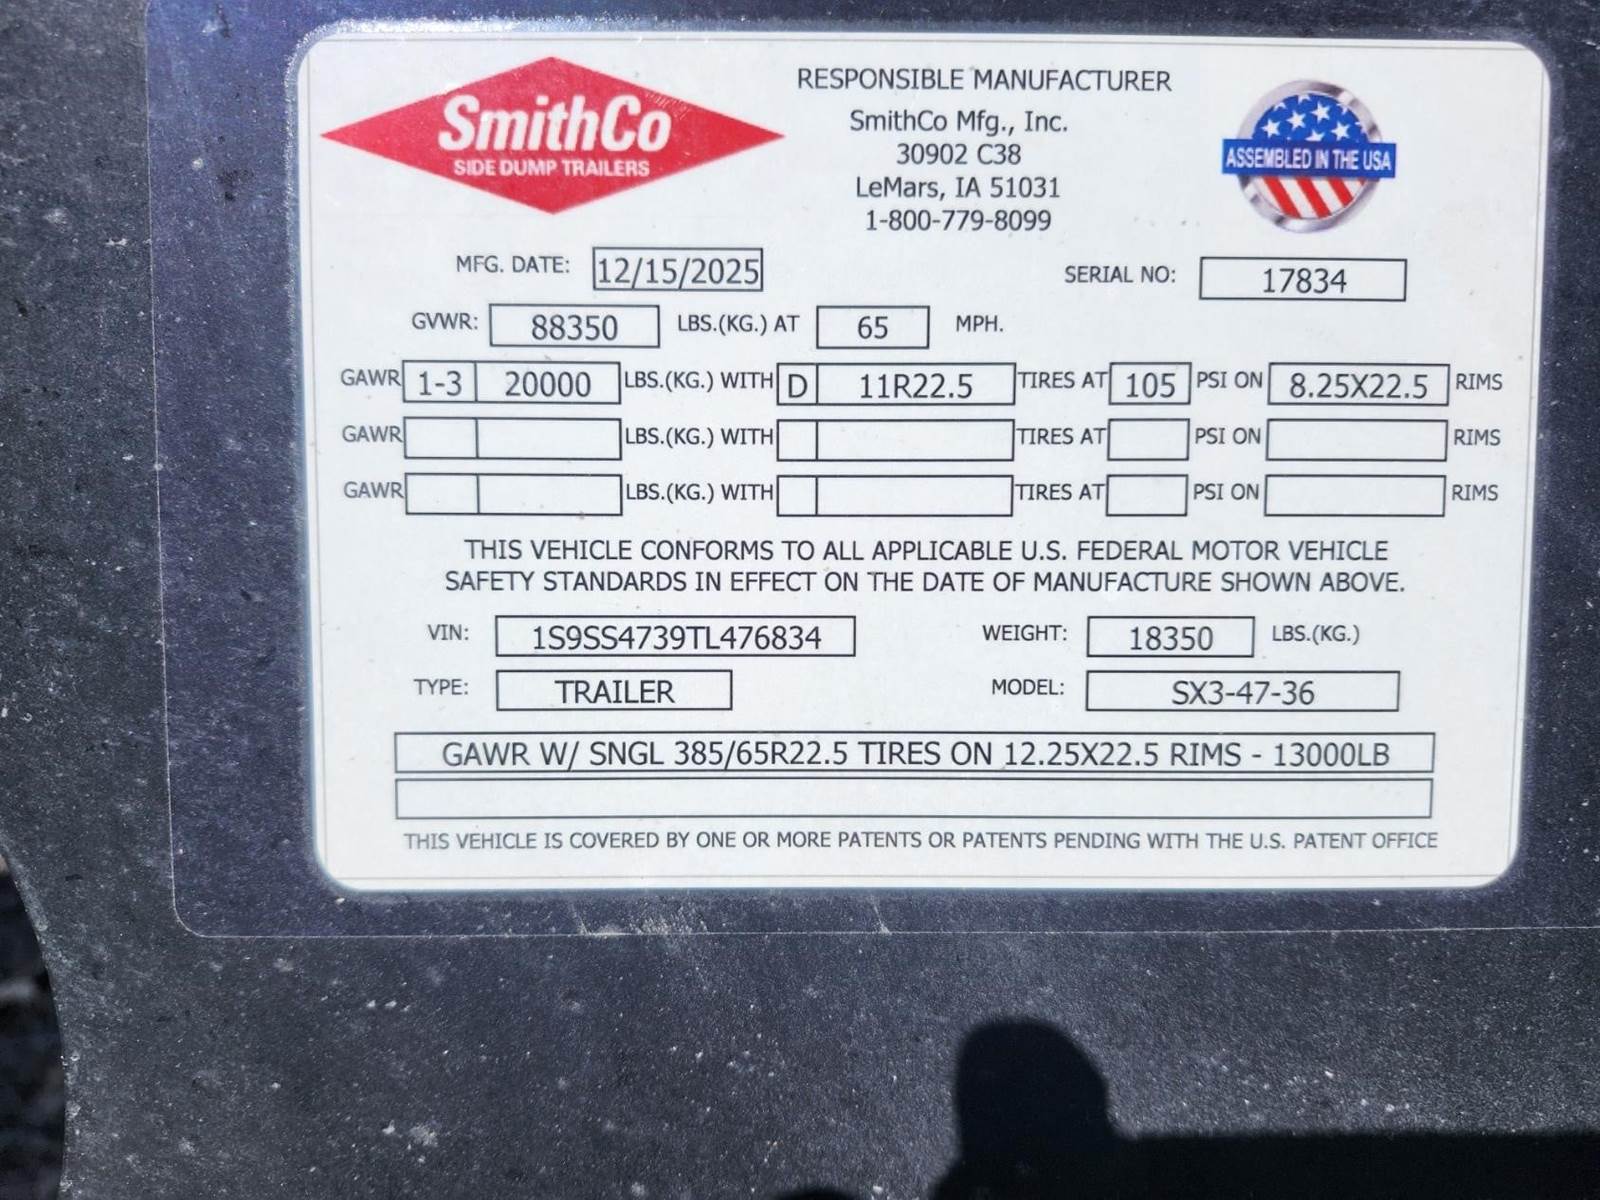 SmithCo
SIDE DUMP TRAILERS
RESPONSIBLE MANUFACTURER
SmithCo Mfg., Inc.
30902 C38
LeMars, IA 51031
1-800-779-8099
ASSEMBLED IN THE USA
MFG. DATE: 12/15/2025 SERIAL NO: 17834
GVWR: 88350 LBS.(KG.) AT 65 MPH.
GAWR 1-3 20000 LBS.(KG.) WITH D 11R22.5 TIRES AT 105 PSI ON 8.25X22.5 RIMS
GAWR LBS.(KG.) WITH TIRES AT PSI ON RIMS
GAWR LBS.(KG.) WITH TIRES AT PSI ON RIMS
THIS VEHICLE CONFORMS TO ALL APPLICABLE U.S. FEDERAL MOTOR VEHICLE
SAFETY STANDARDS IN EFFECT ON THE DATE OF MANUFACTURE SHOWN ABOVE.
VIN: 1S9SS4739TL476834 WEIGHT: 18350 LBS.(KG.)
TYPE: TRAILER MODEL: SX3-47-36
GAWR W/ SNGL 385/65R22.5 TIRES ON 12.25X22.5 RIMS - 13000LB
THIS VEHICLE IS COVERED BY ONE OR MORE PATENTS OR PATENTS PENDING WITH THE U.S. PATENT OFFICE